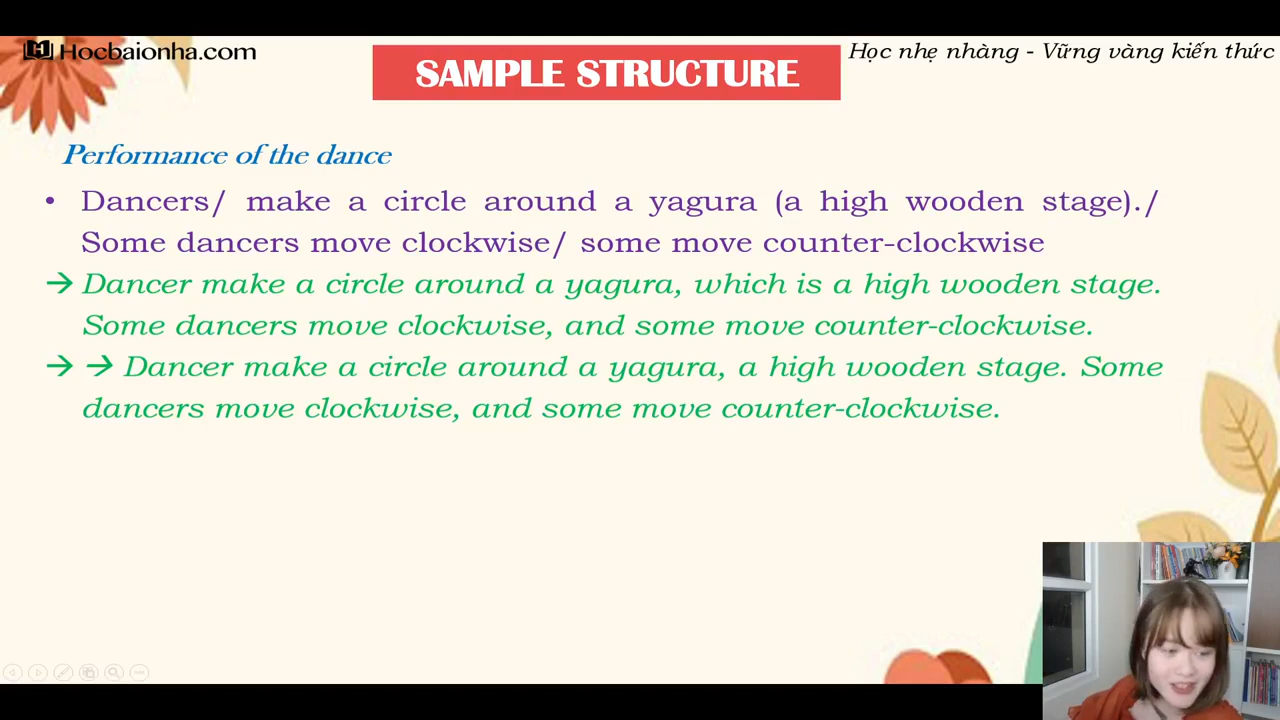 Hocbaionha.com
Học nhẹ nhàng - Vững vàng kiến thức
SAMPLE STRUCTURE
Performance of the dance
• Dancers/ make a circle around a yagura (a high wooden stage)./
Some dancers move clockwise/ some move counter-clockwise
→ Dancer make a circle around a yagura, which is a high wooden stage.
Some dancers move clockwise, and some move counter-clockwise.
→ → Dancer make a circle around a yagura, a high wooden stage. Some
dancers move clockwise, and some move counter-clockwise.